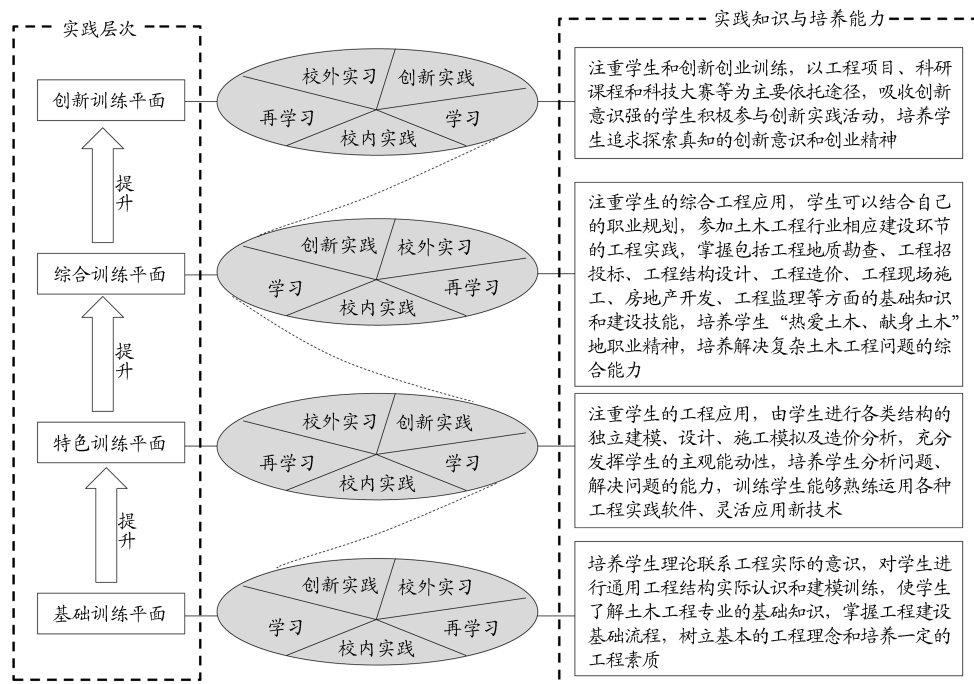 实践层次
实践知识与培养能力
创新训练平面
校外实习
创新实践
再学习
学习
校内实践
注重学生和创新创业训练，以工程项目、科研
课程和科技大赛等为主要依托途径，吸收创新
意识强的学生积极参与创新实践活动，培养学
生追求探索真知的创新意识和创业精神
提
升
综合训练平面
创新实践
校外实习
学习
再学习
校内实践
注重学生的综合工程应用，学生可以结合自己
的职业规划，参加土木工程行业相应建设环节
的工程实践，掌握包括工程地质勘查、工程招
投标、工程结构设计、工程造价、工程现场施
工、房地产开发、工程监理等方面的基础知识
和建设技能，培养学生“热爱土木、献身土木”
地职业精神，培养解决复杂土木工程问题的综
合能力
提
升
特色训练平面
校外实习
创新实践
再学习
学习
校内实践
注重学生的工程应用，由学生进行各类结构的
独立建模、设计、施工模拟及造价分析，充分
发挥学生的主观能动性，培养学生分析问题、
解决问题的能力，训练学生能够熟练运用各种
工程实践软件、灵活应用新技术
提
升
基础训练平面
创新实践
校外实习
学习
再学习
校内实践
培养学生理论联系工程实际的意识，对学生进
行通用工程结构实际认识和建模训练，使学生
了解土木工程专业的基础知识，掌握工程建设
基础流程，树立基本的工程理念和培养一定的
工程素质